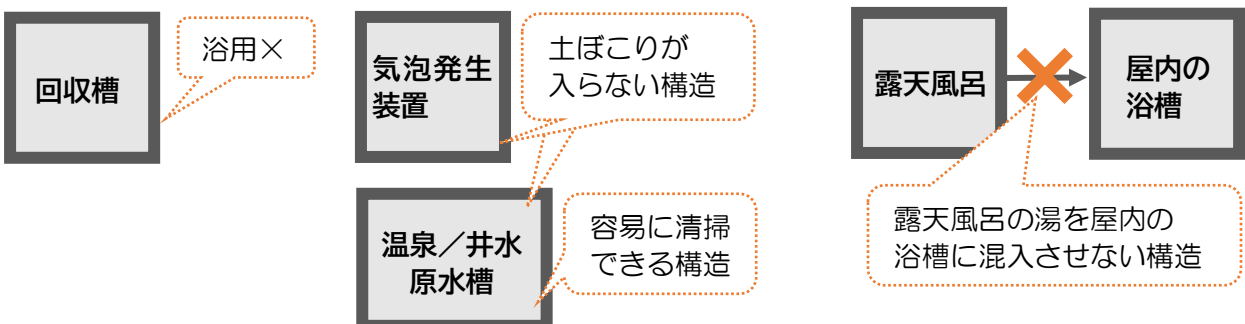 回収槽
浴用×
気泡発生
装置
土ぼこりが
入らない構造
温泉／井水
原水槽
容易に清掃
できる構造
露天風呂
屋内の
浴槽
露天風呂の湯を屋内の
浴槽に混入させない構造